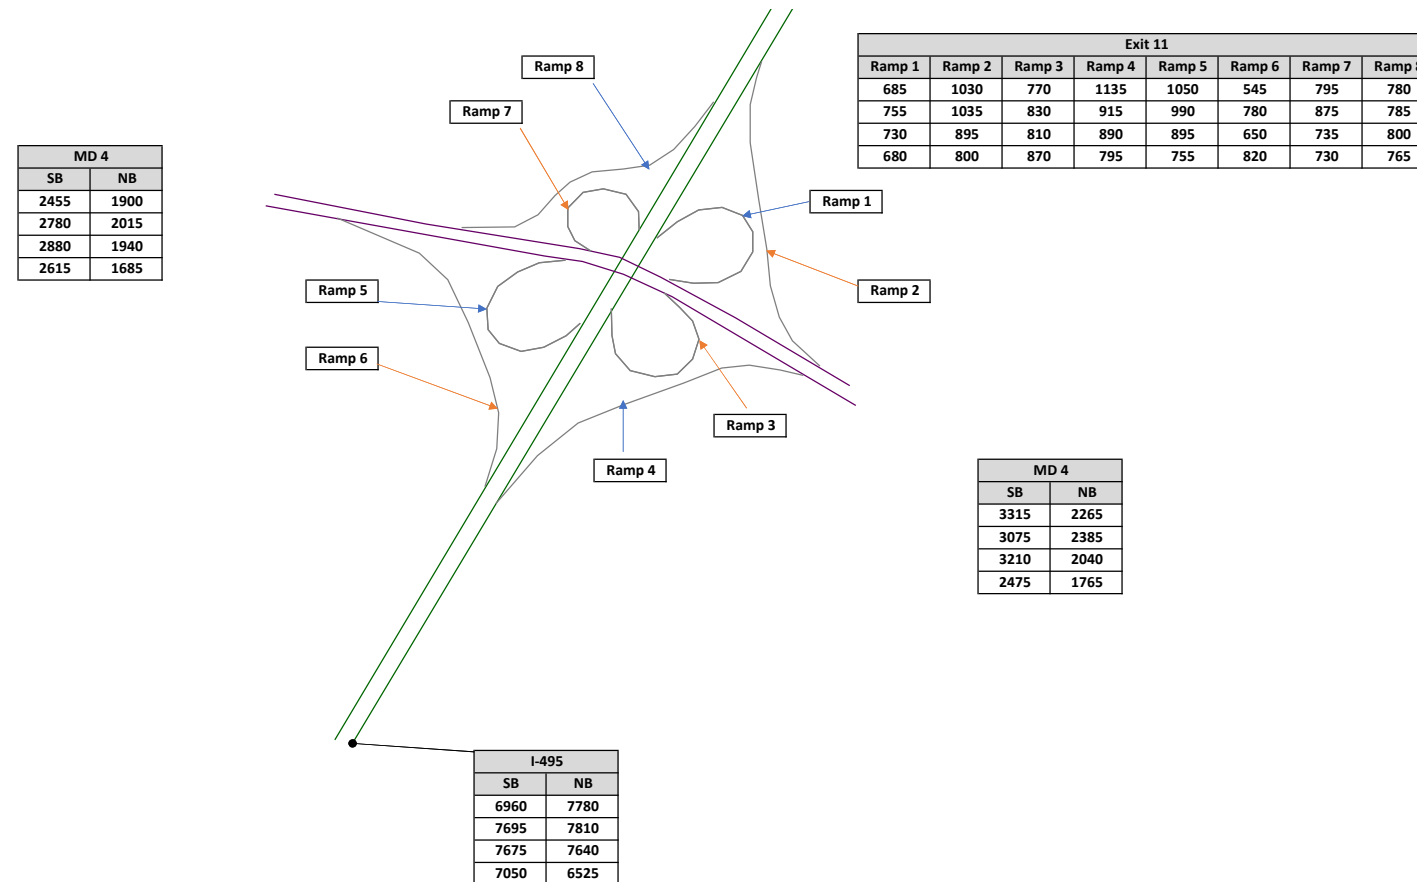 Exit 11
Ramp 1 Ramp 2 Ramp 3 Ramp 4 Ramp 5 Ramp 6 Ramp 7 Ramp
685 1030 770 1135 1050 545 795 780
755 1035 830 915 990 780 875 785
730 895 810 890 895 650 735 800
680 800 870 795 755 820 730 765
Ramp 8
Ramp 7
MD 4
SB NB
2455 1900
2780 2015
2880 1940
2615 1685
Ramp 1
Ramp 5
Ramp 2
Ramp 6
Ramp 3
Ramp 4
MD 4
SB NB
3315 2265
3075 2385
3210 2040
2475 1765
I-495
SB NB
6960 7780
7695 7810
7675 7640
7050 6525